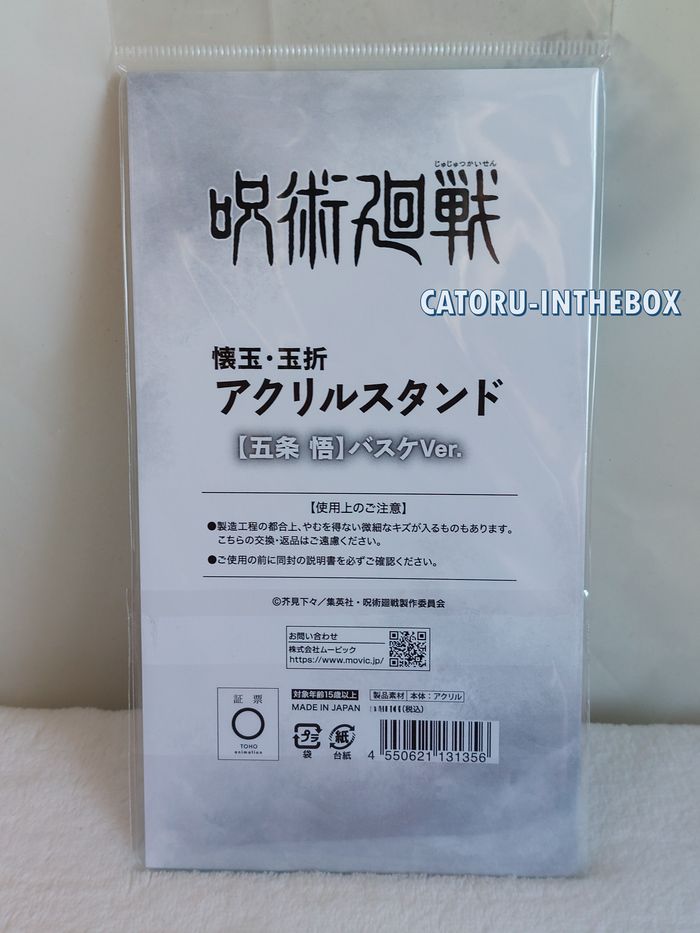 じゅじゅつかいせん
呪術廻戦
CATORU-INTHEBOX
懐玉・玉折
アクリルスタンド
【五条 悟】バスケVer.
【使用上のご注意】
●製造工程の都合上、やむを得ない微細なキズが入るものもあります。
こちらの交換・返品はご遠慮ください。
●ご使用の前に同封の説明書を必ずご確認ください。
©芥見下々／集英社・呪術廻戦製作委員会
お問い合わせ
株式会社ムービック
https://www.movic.jp/
証票
TOHO
animation
対象年齢15歳以上
製品素材 本体：アクリル
MADE IN JAPAN
(税込)
プラ
袋
紙
台紙
4 550621 131356